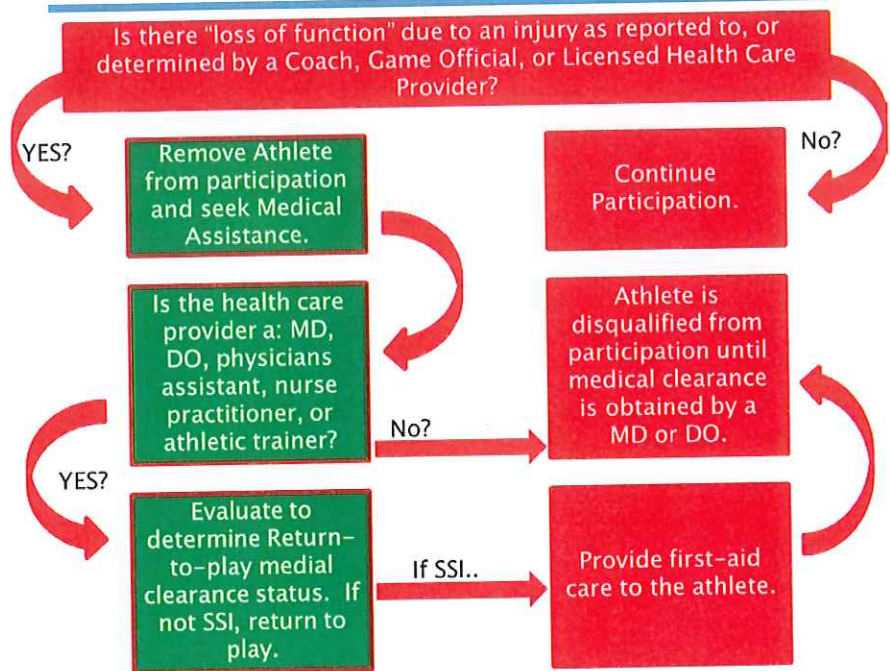 Is there "loss of function" due to an injury as reported to, or
determined by a Coach, Game Official, or Licensed Health Care
Provider?
YES?
No?
Remove Athlete
from participation
and seek Medical
Assistance.
Continue
Participation.
Is the health care
provider a: MD,
DO, physicians
assistant, nurse
practitioner, or
athletic trainer?
No?
Athlete is
disqualified from
participation until
medical clearance
is obtained by a
MD or DO.
YES?
Evaluate to
determine Return-
to-play medial
clearance status. If
not SSI, return to
play.
If SSI..
Provide first-aid
care to the athlete.